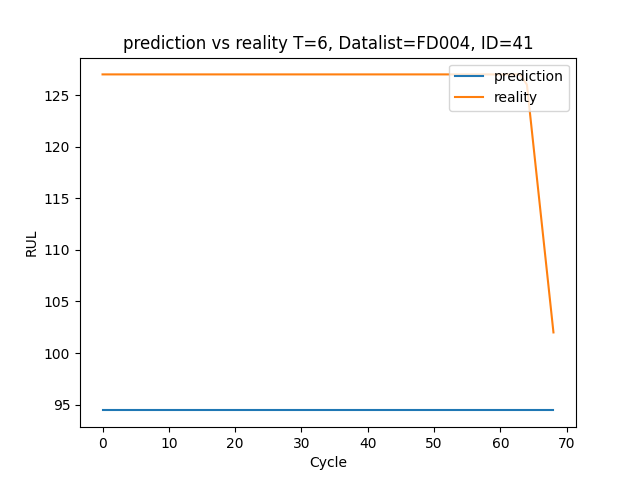 prediction vs reality T=6, Datalist=FD004, ID=41
prediction
reality
125
120
115
110
105
100
95
RUL
0 10 20 30 40 50 60 70
Cycle